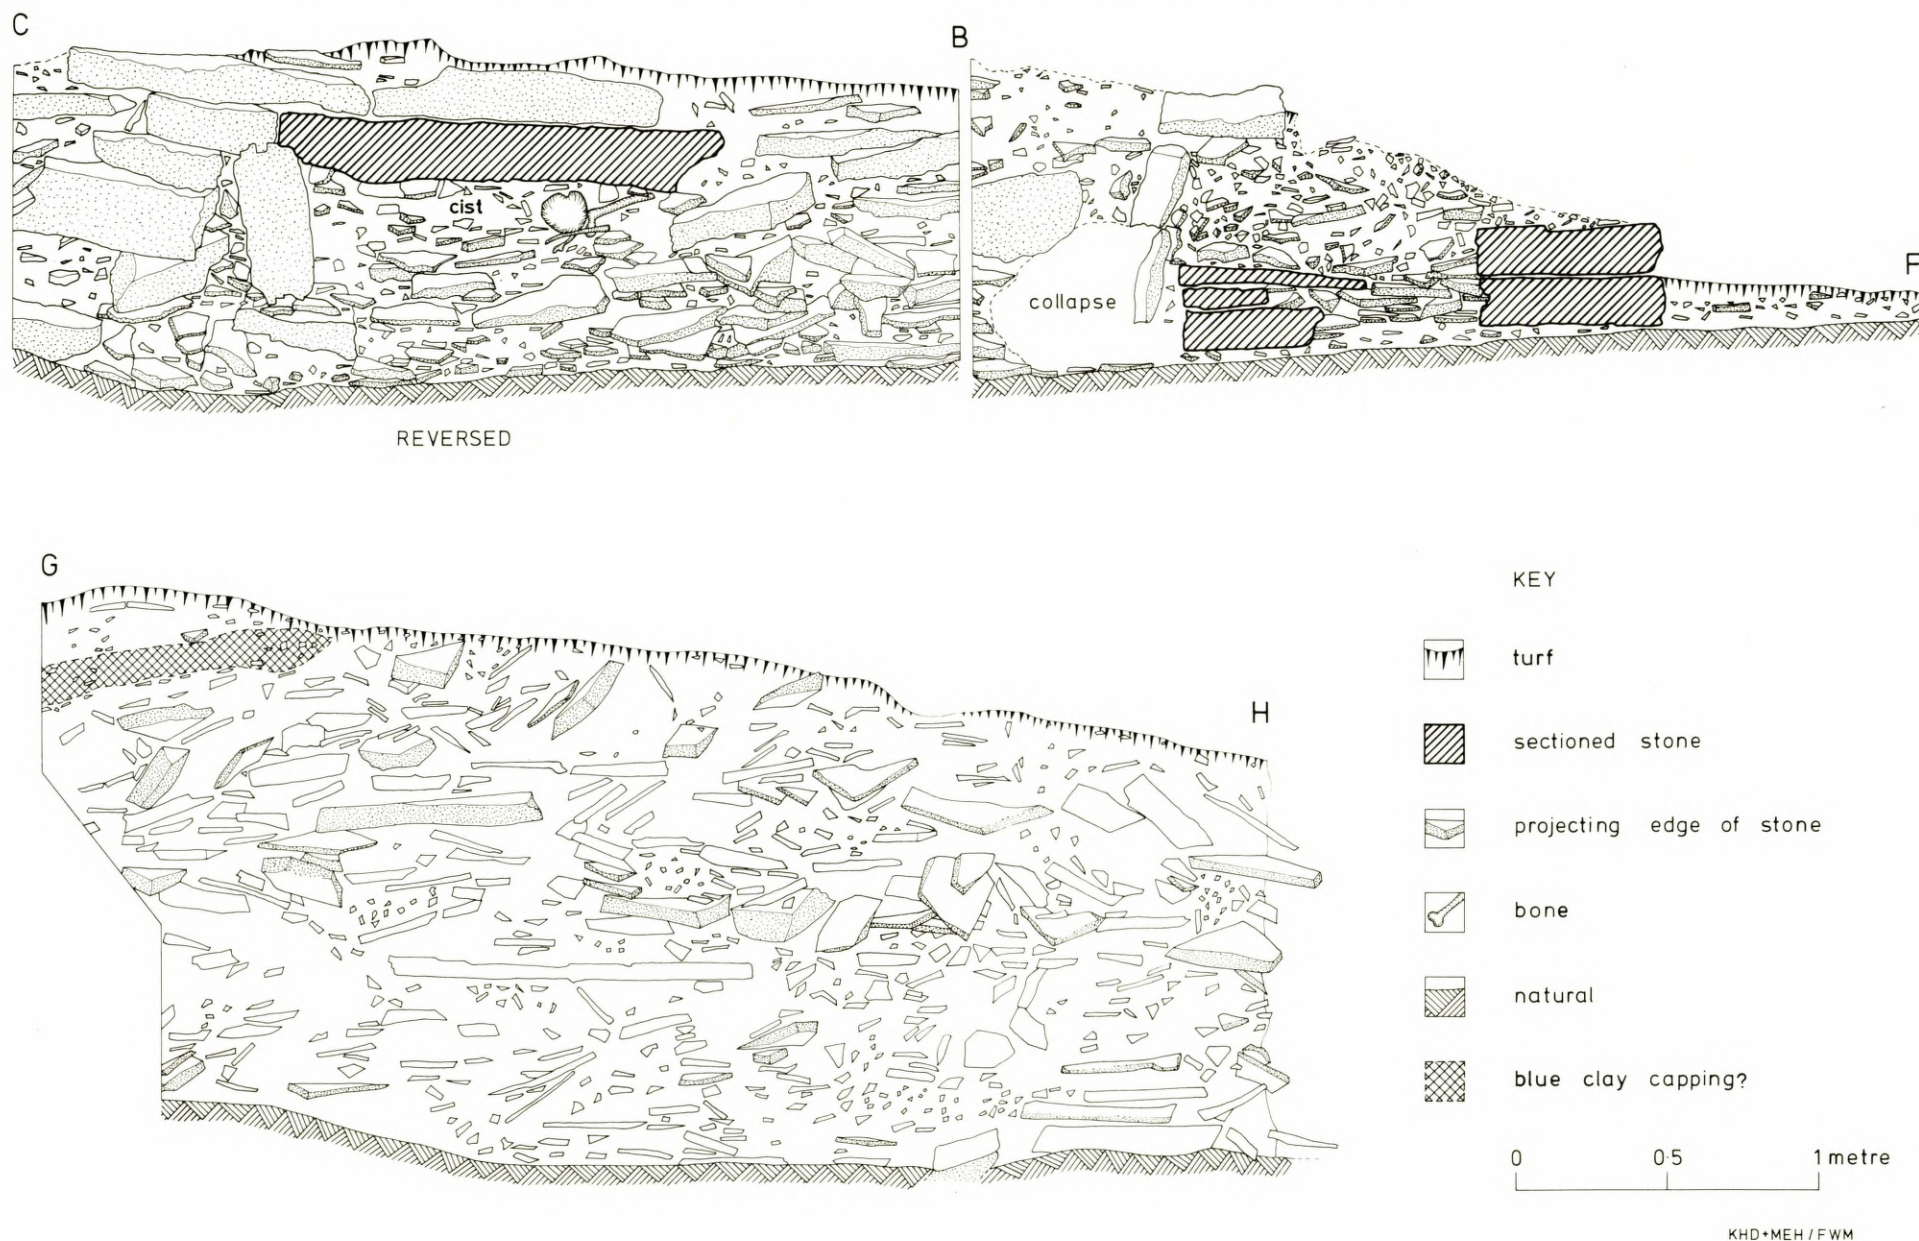 C
B
F
cist
collapse
REVERSED
G
H
KEY
turf
sectioned stone
projecting edge of stone
bone
natural
blue clay capping?
0 0·5 1 metre
KHD+MEH/FWM